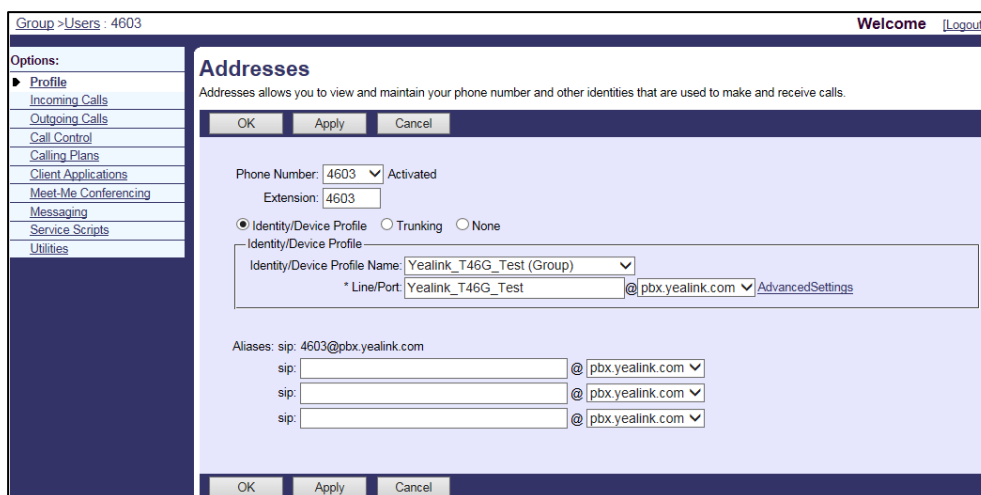 Group >Users : 4603
Welcome [Logout
Options:
Profile
Incoming Calls
Outgoing Calls
Call Control
Calling Plans
Client Applications
Meet-Me Conferencing
Messaging
Service Scripts
Utilities
Addresses
Addresses allows you to view and maintain your phone number and other identities that are used to make and receive calls.
OK Apply Cancel
Phone Number: 4603 Activated
Extension: 4603
Identity/Device Profile Trunking None
Identity/Device Profile
Identity/Device Profile Name: Yealink_T46G_Test (Group)
* Line/Port: Yealink_T46G_Test @ pbx.yealink.com AdvancedSettings
Aliases: sip: 4603@pbx.yealink.com
sip: @ pbx.yealink.com
sip: @ pbx.yealink.com
sip: @ pbx.yealink.com
OK Apply Cancel